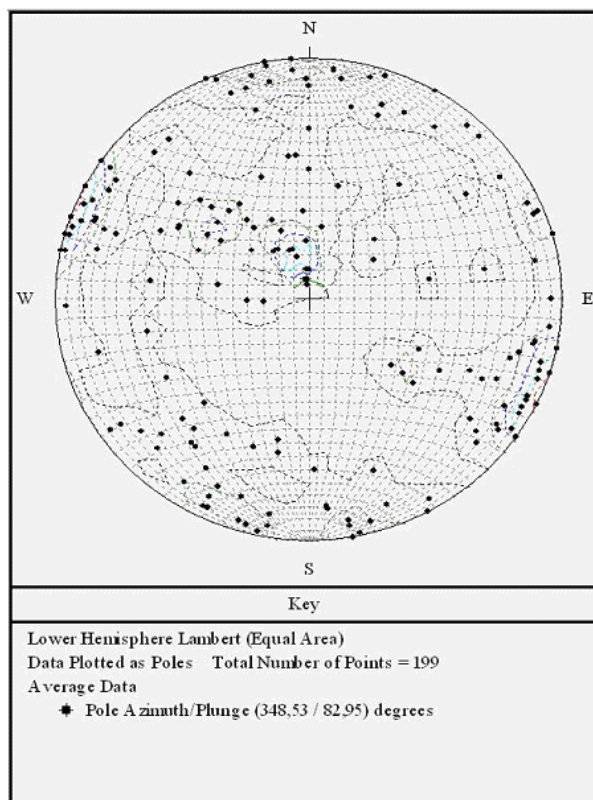 N
W
E
S
Key
Lower Hemisphere Lambert (Equal Area)
Data Plotted as Poles Total Number of Points = 199
Average Data
Pole Azimuth/Plunge (348,53 / 82,95) degrees